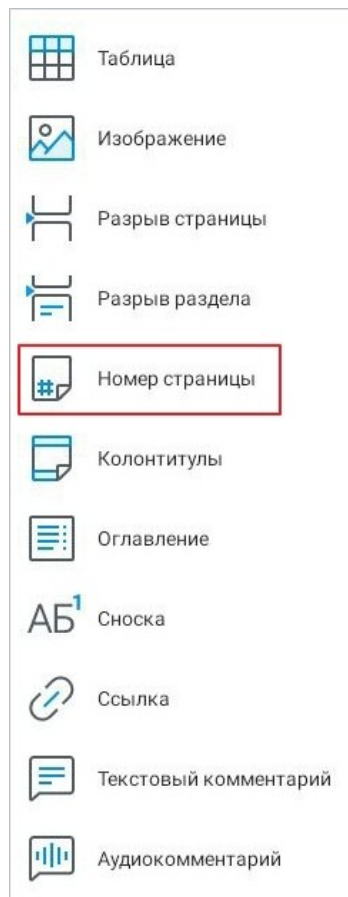 Таблица
Изображение
Разрыв страницы
Разрыв раздела
#
Номер страницы
Колонтитулы
Оглавление
АБ1
Сноска
Ссылка
Текстовый комментарий
Аудиокомментарий